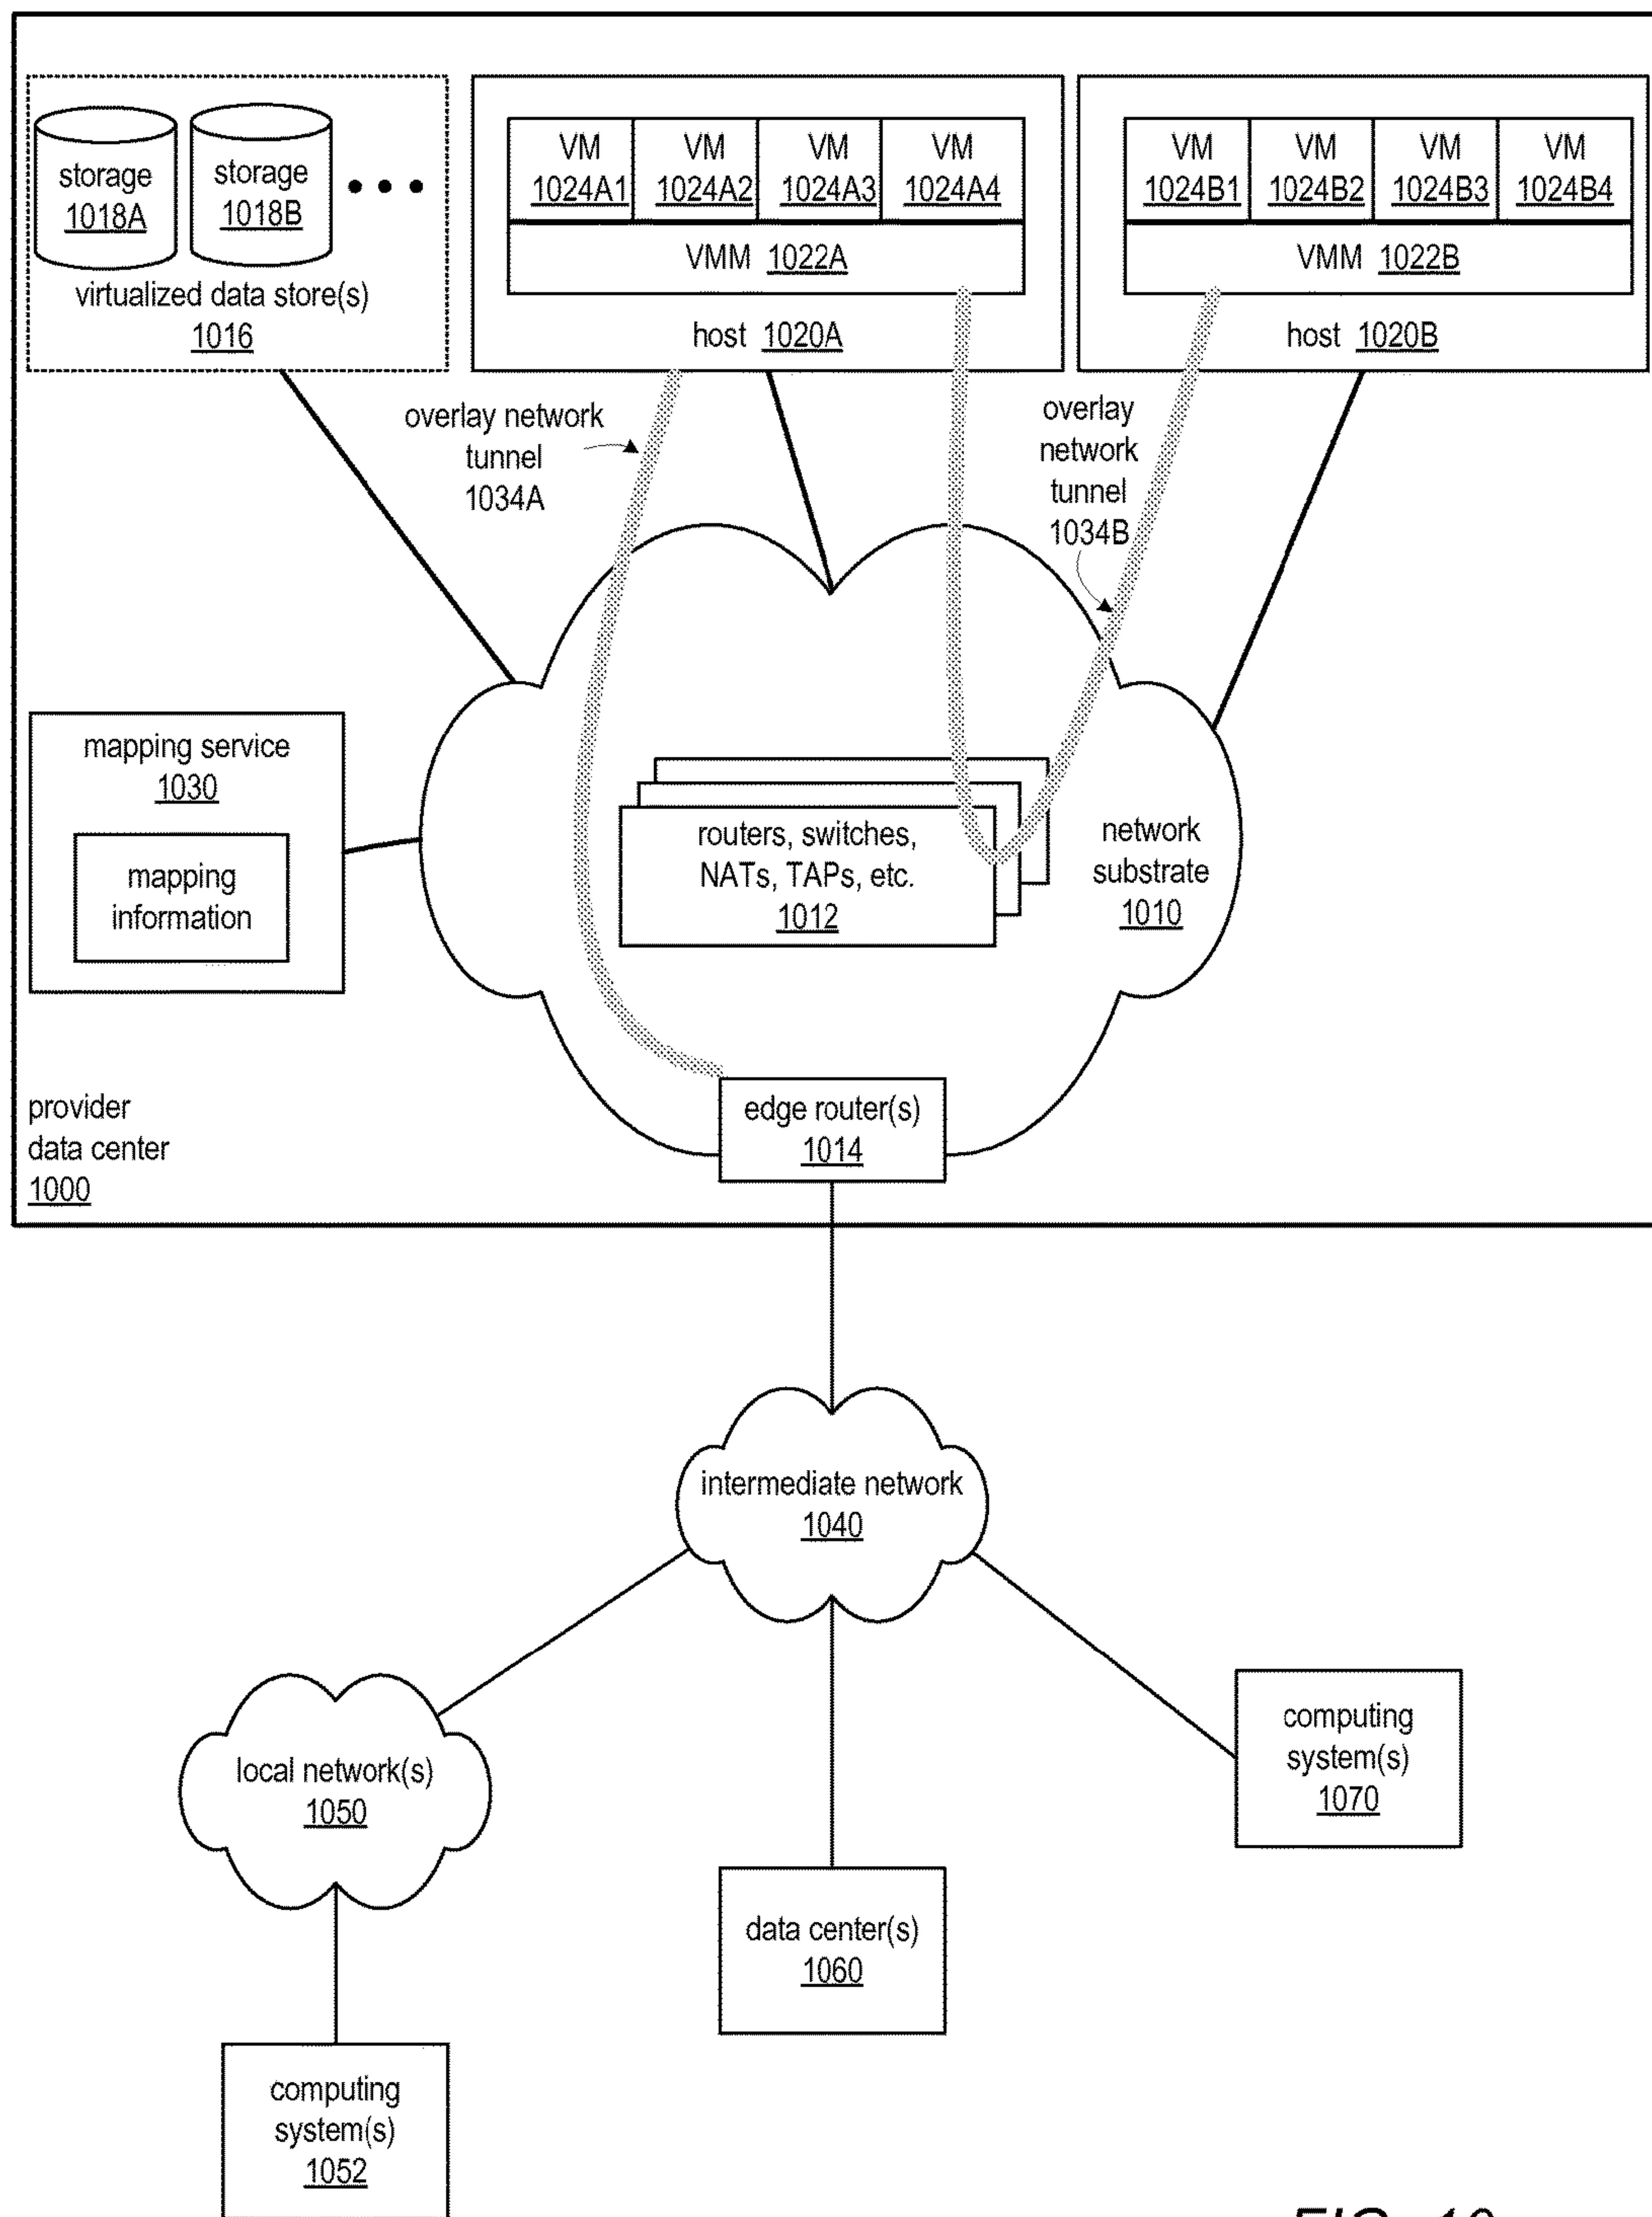 storage
1018A
storage
1018B
virtualized data store(s)
1016
VM
1024A1
VM
1024A2
VM
1024A3
VM
1024A4
VMM 1022A
host 1020A
VM
1024B1
VM
1024B2
VM
1024B3
VM
1024B4
VMM 1022B
host 1020B
overlay network
tunnel
1034A
overlay
network
tunnel
1034B
mapping service
1030
mapping
information
routers, switches,
NATs, TAPs, etc.
1012
network
substrate
1010
edge router(s)
1014
provider
data center
1000
intermediate network
1040
local network(s)
1050
computing
system(s)
1070
data center(s)
1060
computing
system(s)
1052